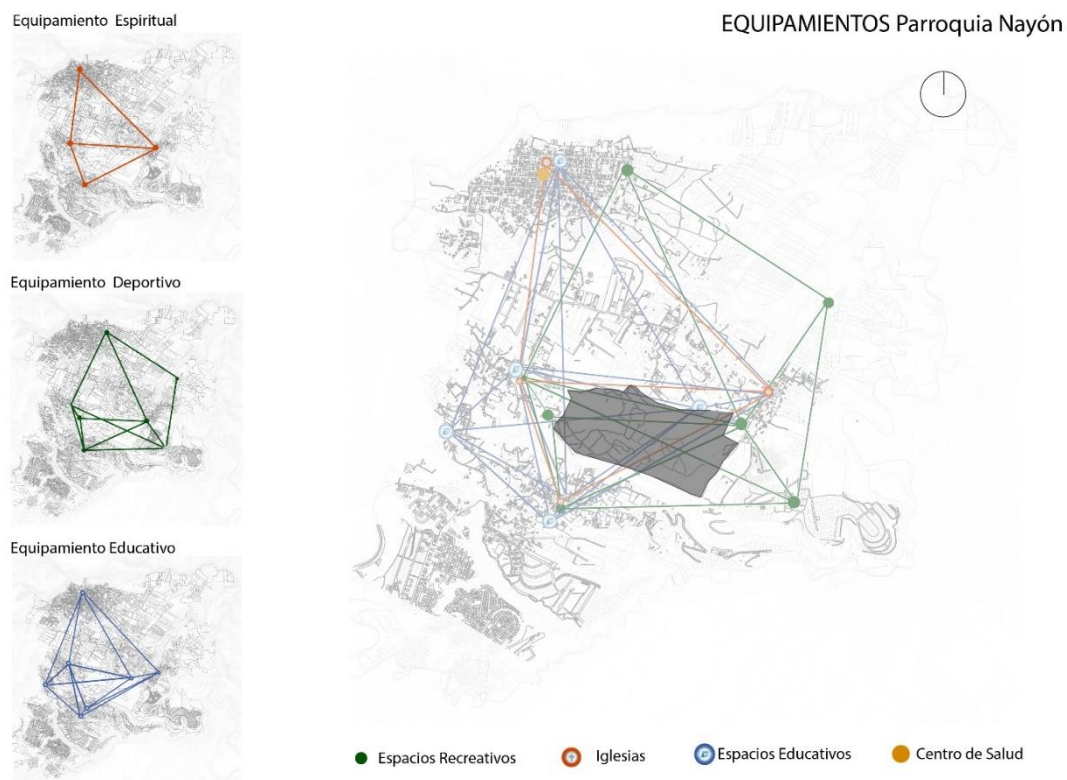 Equipamiento Espiritual
EQUIPAMIENTOS Parroquia Nayón
Equipamiento Deportivo
Equipamiento Educativo
Espacios Recreativos
Iglesias
Espacios Educativos
Centro de Salud